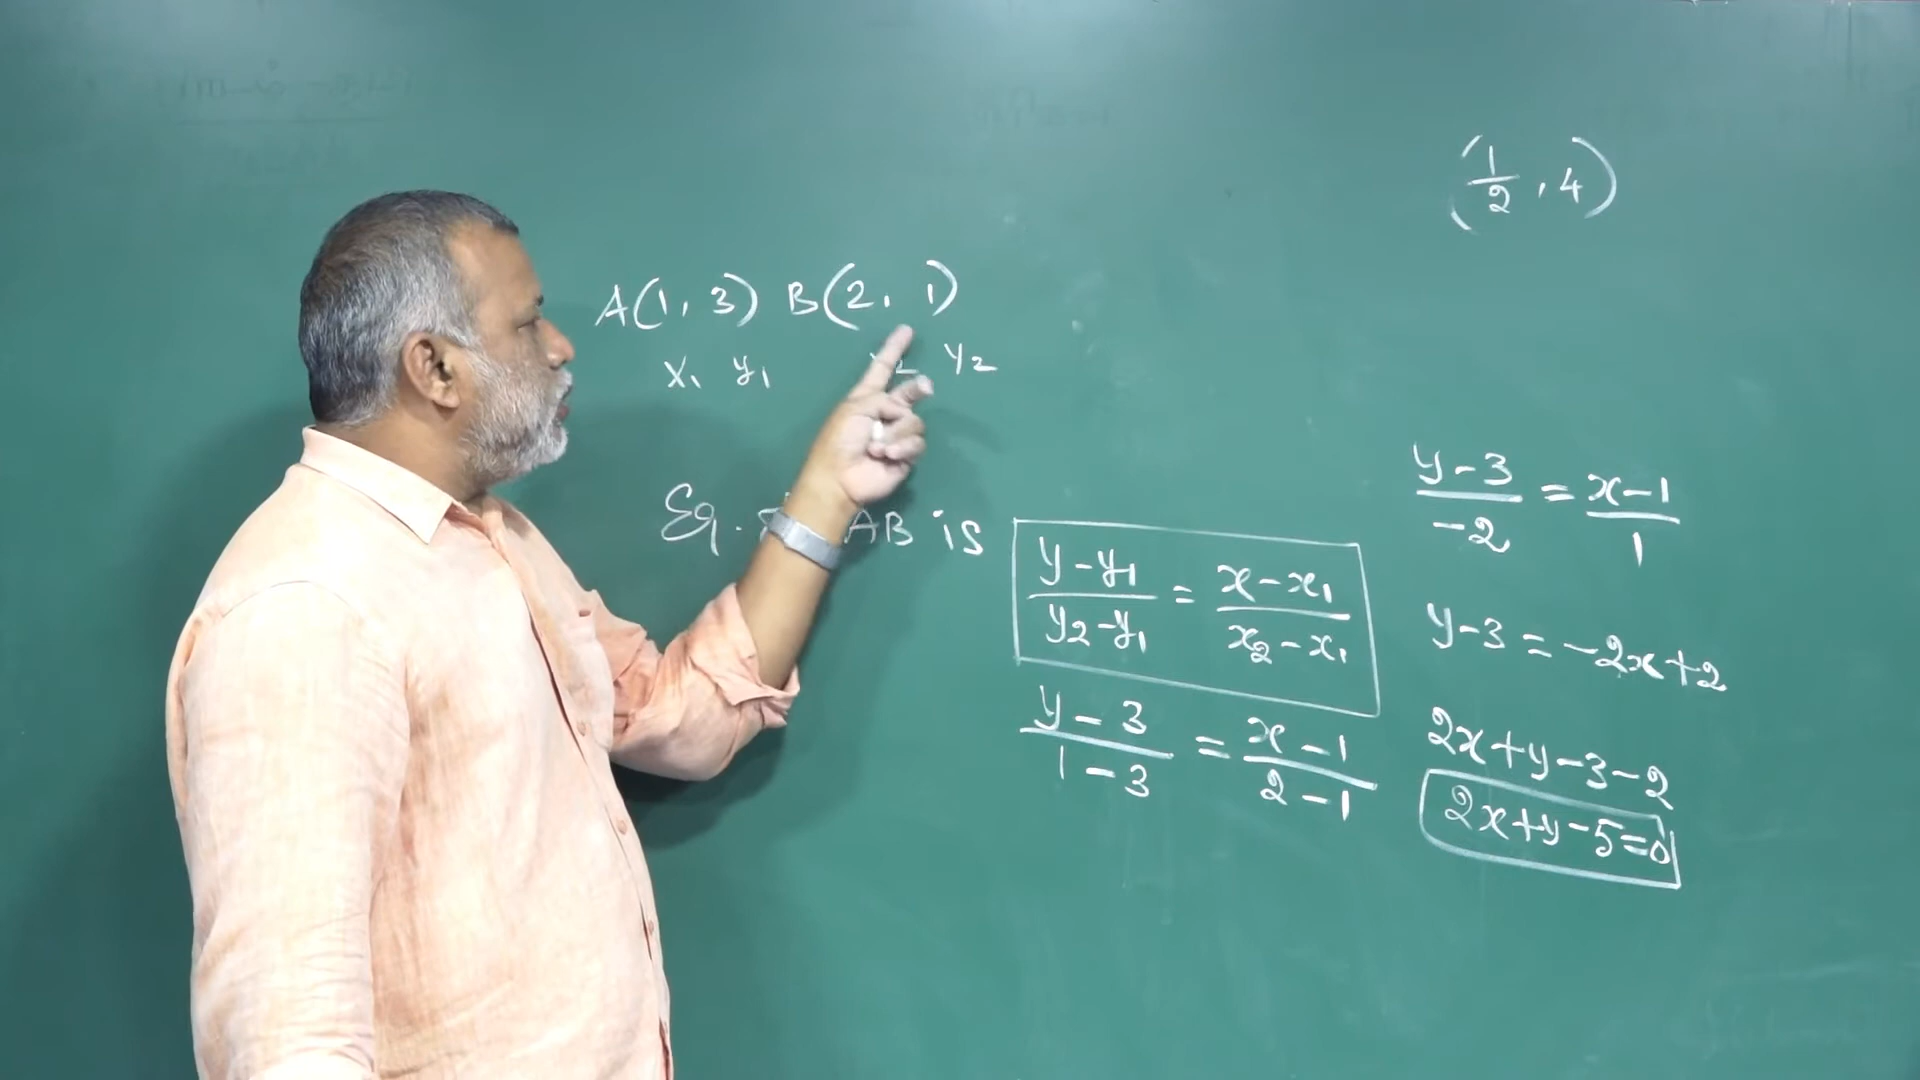 (1/2, 4)
A(1, 3) B(2, 1)
x₁ y₁ y₂
Eq. AB is
(y-y₁)/(y₂-y₁) = (x-x₁)/(x₂-x₁)
(y-3)/(1-3) = (x-1)/(2-1)
(y-3)/-2 = (x-1)/1
y-3 = -2x+2
2x+y-3-2
2x+y-5=0